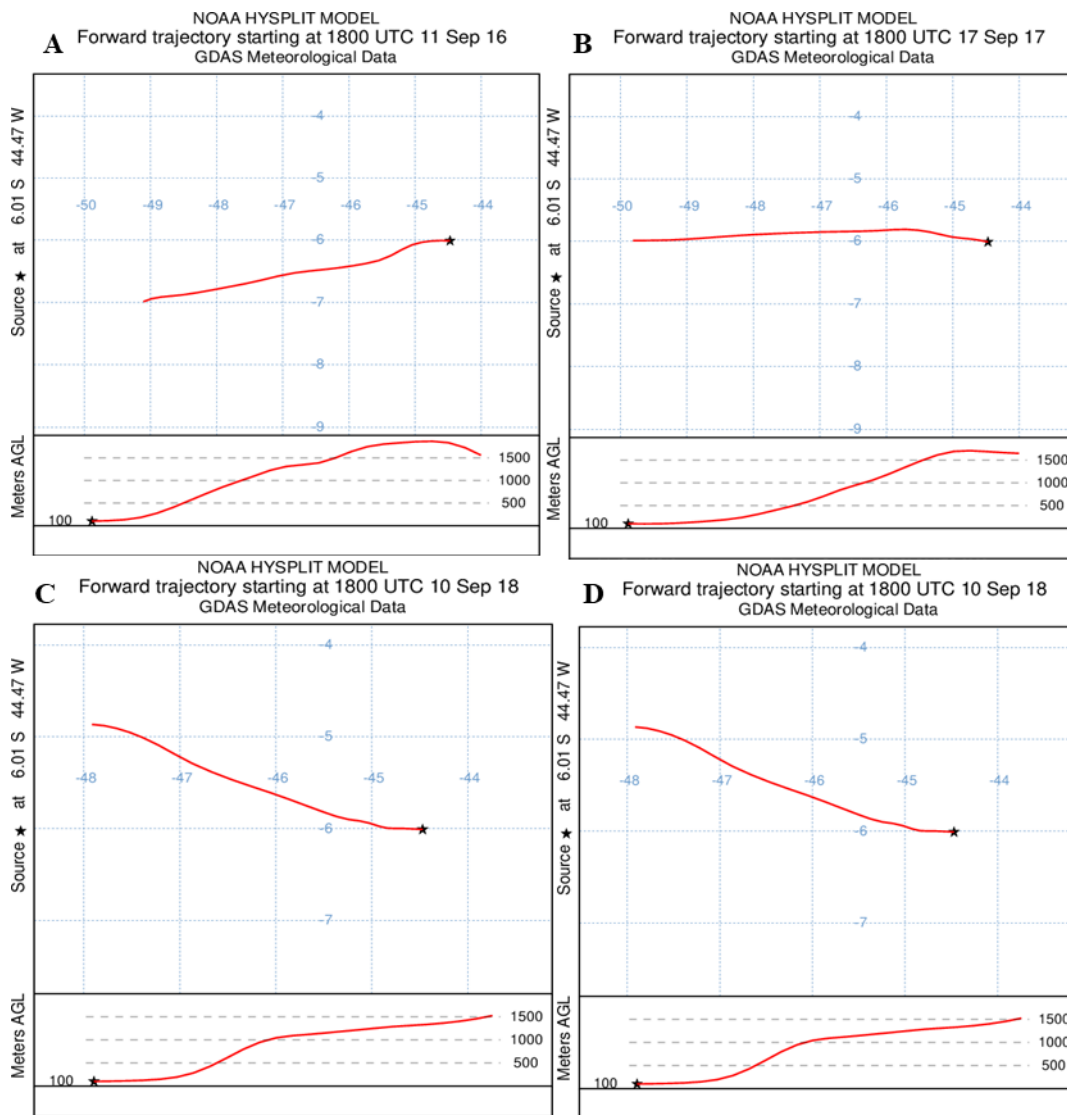 A
NOAA HYSPLIT MODEL
Forward trajectory starting at 1800 UTC 11 Sep 16
GDAS Meteorological Data
Source ★ at 6.01 S 44.47 W
-4
-5
-50 -49 -48 -47 -46 -45 -44
-6
-7
-8
-9
Meters AGL
1500
1000
500
100
B
NOAA HYSPLIT MODEL
Forward trajectory starting at 1800 UTC 17 Sep 17
GDAS Meteorological Data
Source ★ at 6.01 S 44.47 W
-4
-5
-50 -49 -48 -47 -46 -45 -44
-6
-7
-8
-9
Meters AGL
1500
1000
500
100
C
NOAA HYSPLIT MODEL
Forward trajectory starting at 1800 UTC 10 Sep 18
GDAS Meteorological Data
Source ★ at 6.01 S 44.47 W
-4
-5
-48 -47 -46 -45 -44
-6
-7
Meters AGL
1500
1000
500
100
D
NOAA HYSPLIT MODEL
Forward trajectory starting at 1800 UTC 10 Sep 18
GDAS Meteorological Data
Source ★ at 6.01 S 44.47 W
-4
-5
-48 -47 -46 -45 -44
-6
-7
Meters AGL
1500
1000
500
100